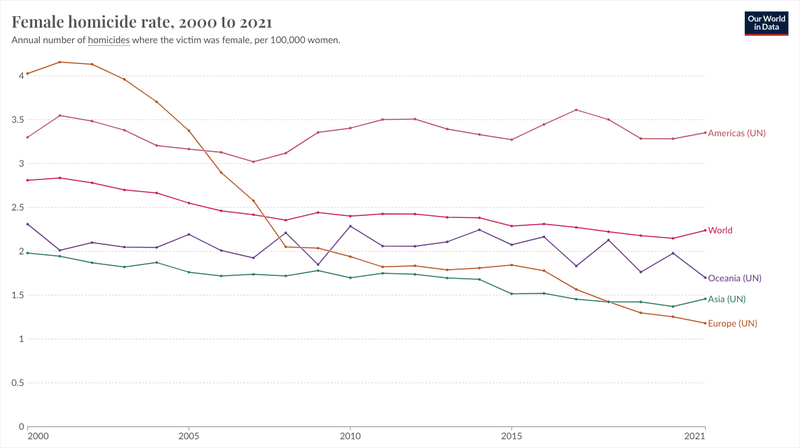 Female homicide rate, 2000 to 2021
Our World
in Data
Annual number of homicides where the victim was female, per 100,000 women.
4
3.5
Americas (UN)
3
2.5
World
2
Oceania (UN)
1.5
Asia (UN)
Europe (UN)
1
0.5
0
2000 2005 2010 2015 2021